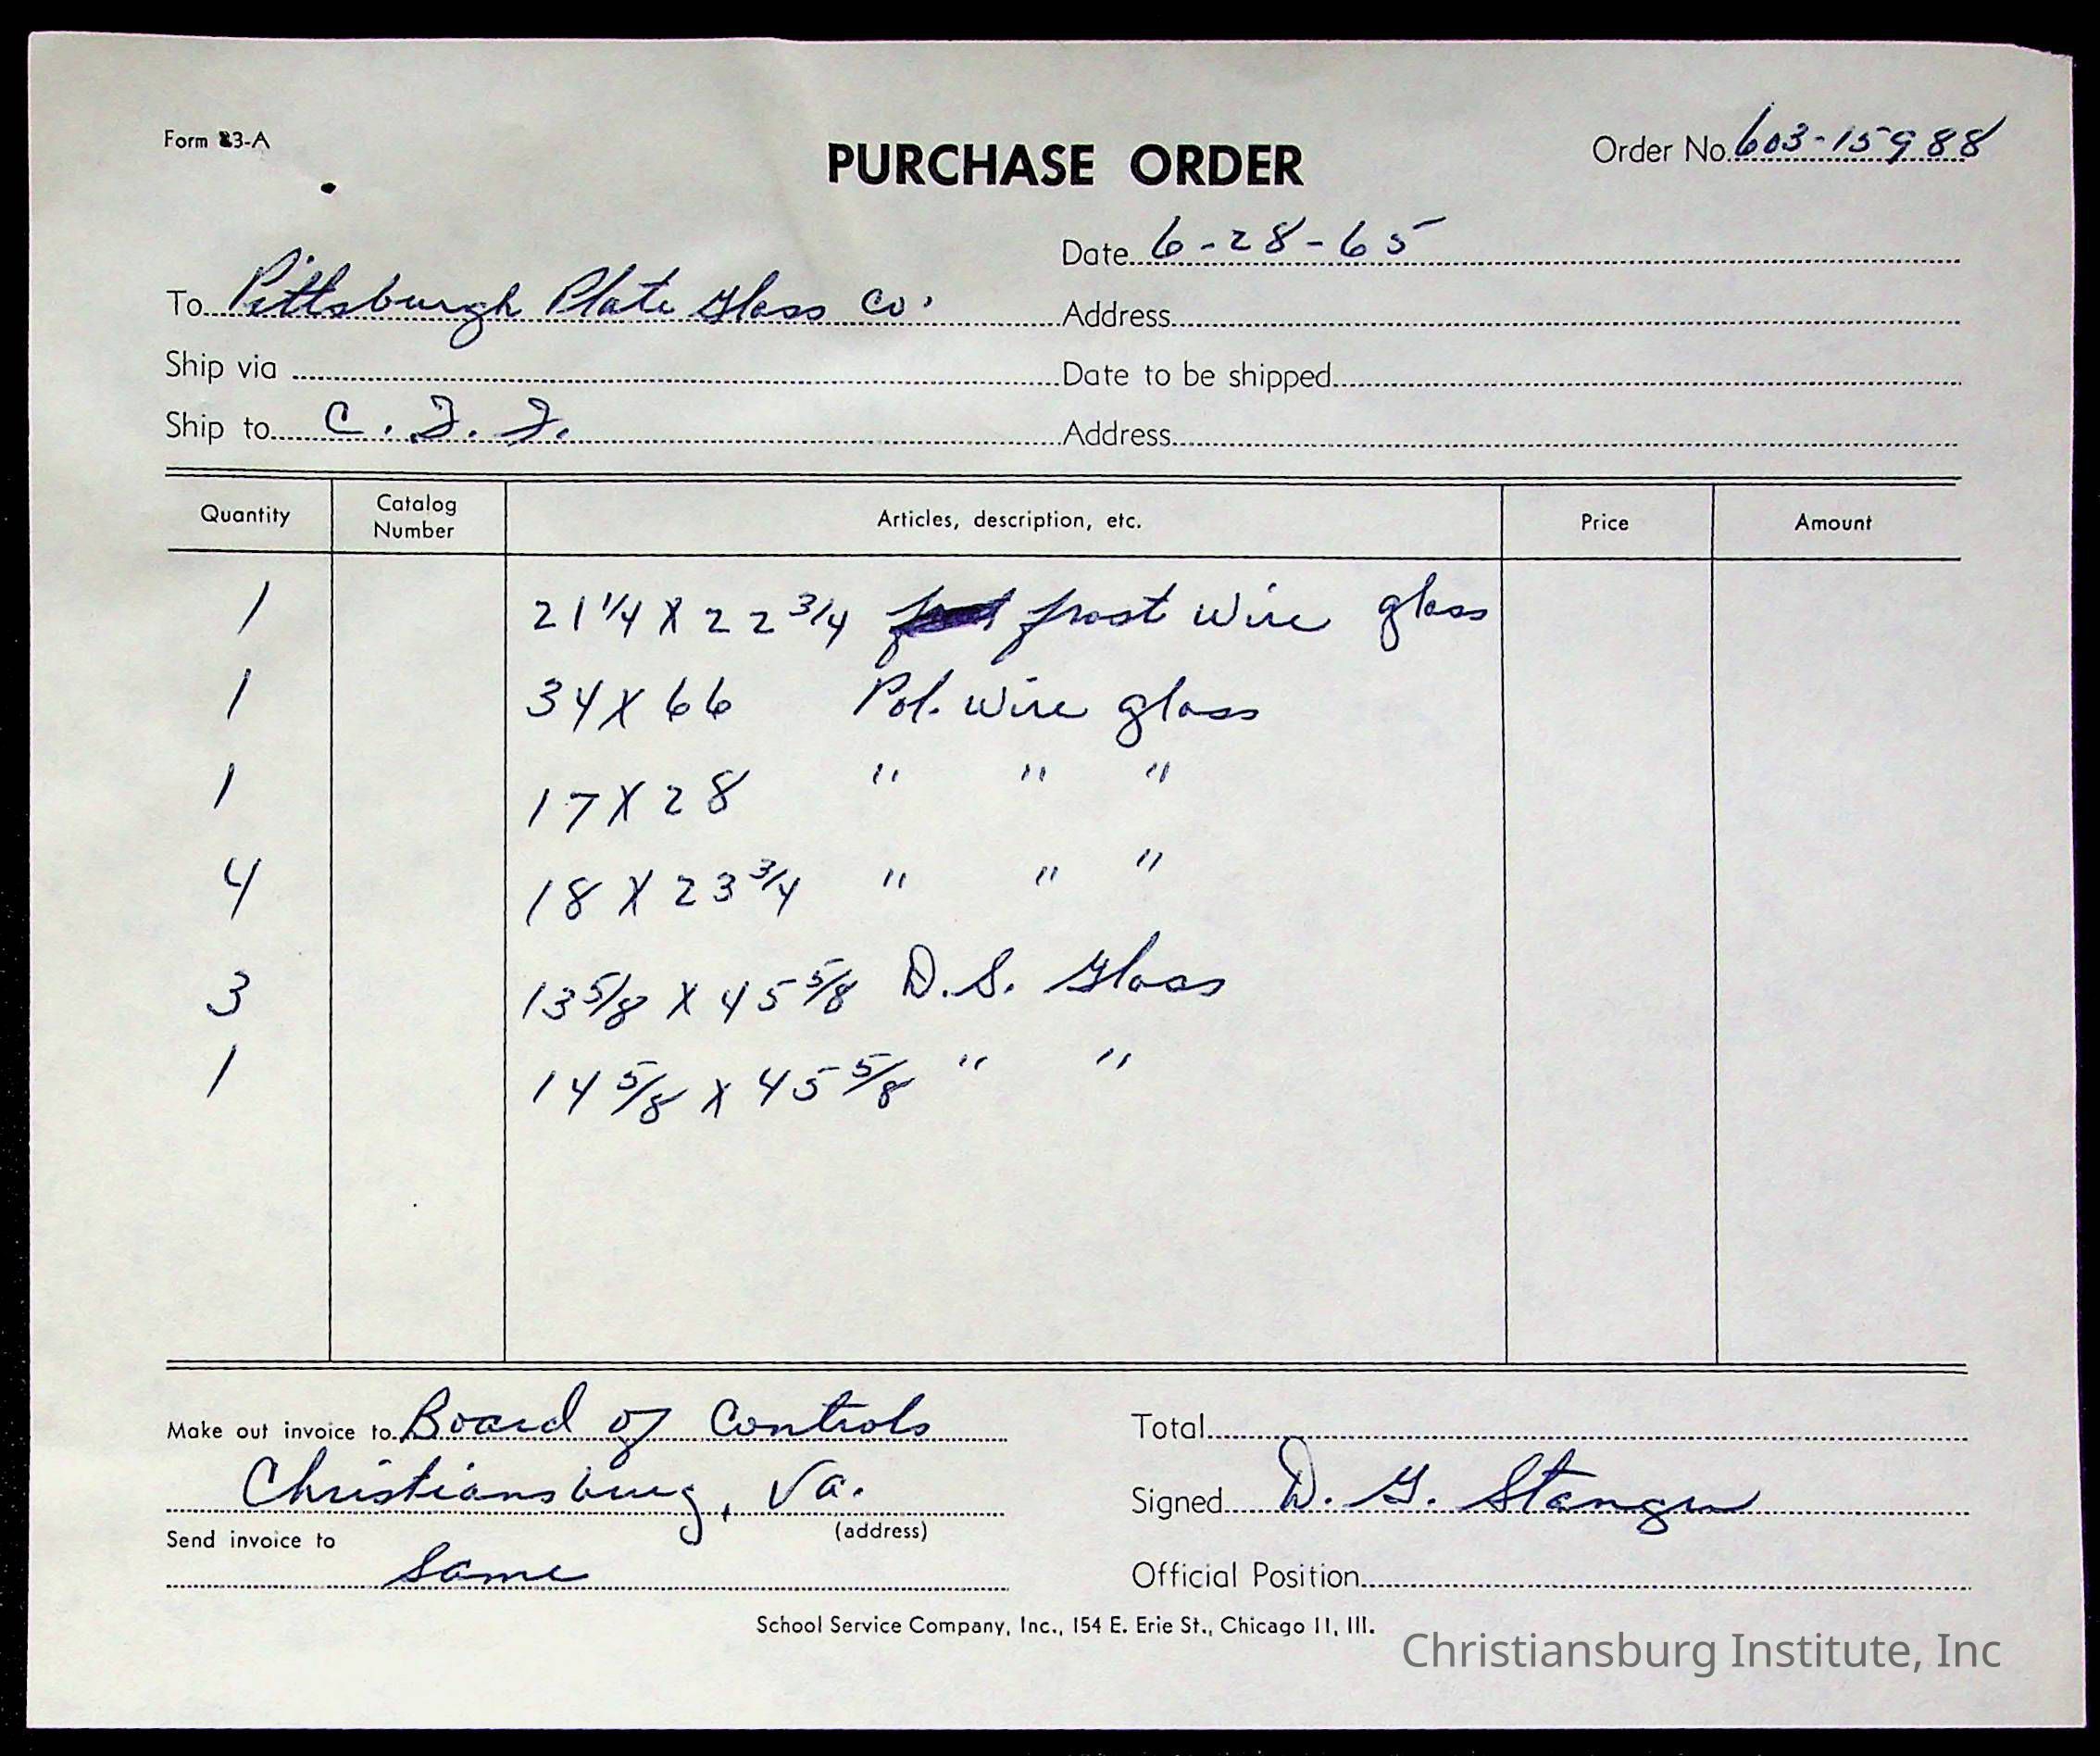 Form 23-A
PURCHASE ORDER
Order No. 603-15988
Date 6-28-65
To Pittsburgh Plate Glass Co.
Address
Ship via
Date to be shipped
Ship to C. I. I.
Address
Quantity Catalog Number Articles, description, etc. Price Amount
1 21 1/4 X 22 3/4 frost wire glass
1 34 X 66 Pol. wire glass
1 17 X 28 " " "
4 18 X 23 3/4 " " "
3 13 5/8 X 45 5/8 D.S. Glass
1 14 5/8 X 45 5/8 " "
Make out invoice to Board of Controls
Christiansburg, Va.
(address)
Send invoice to
Same
Total
Signed D. G. Stanger
Official Position
School Service Company, Inc., 154 E. Erie St., Chicago 11, Ill.
Christiansburg Institute, Inc